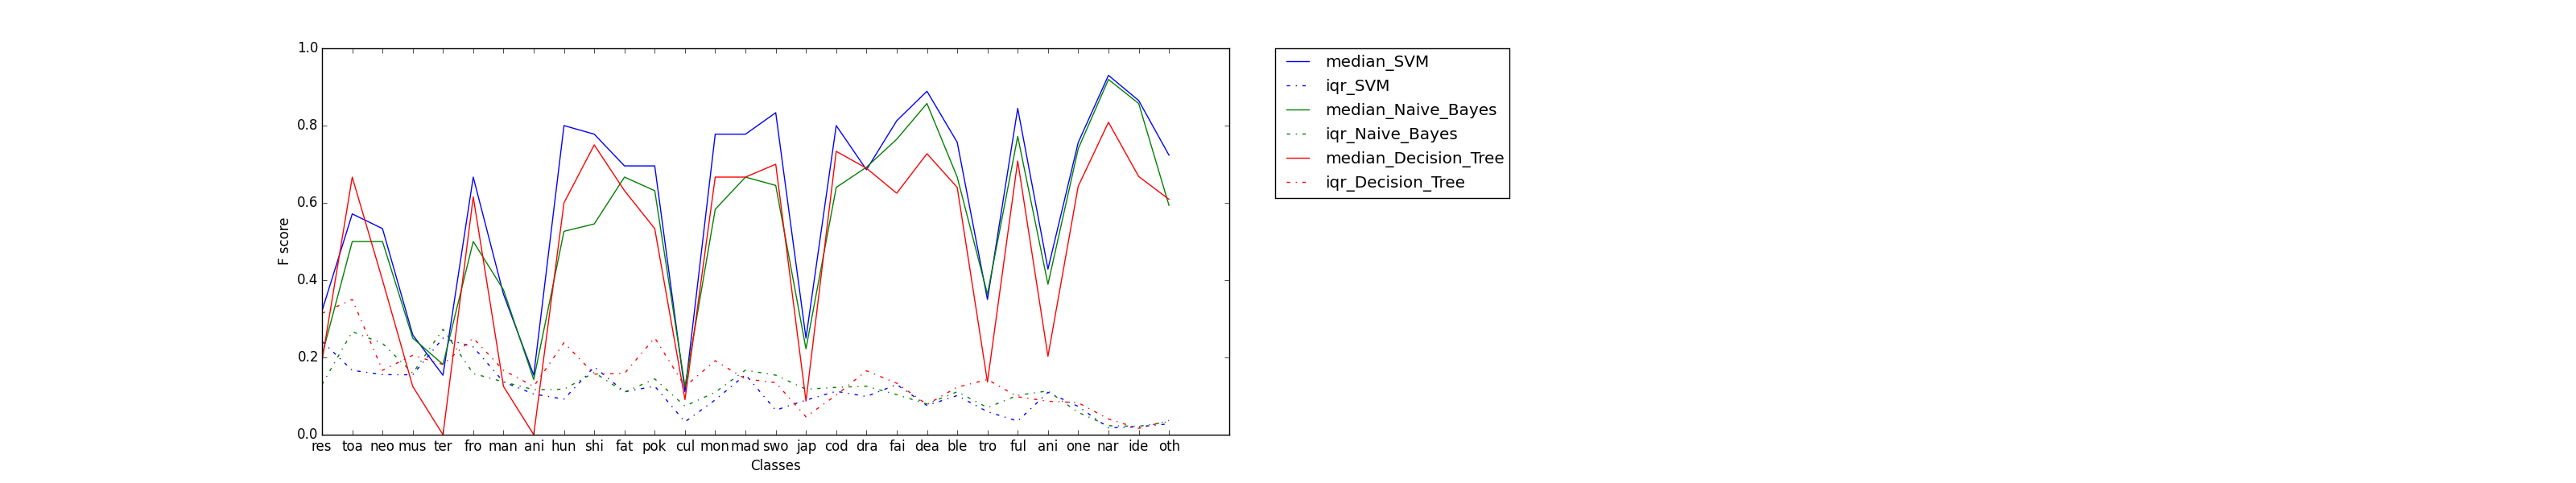 1.0
0.8
0.6
0.4
0.2
0.0
F score
res toa neo mus ter fro man ani hun shi fat pok cul mon mad swo jap cod dra fai dea ble tro ful ani one nar ide oth
Classes
median_SVM
iqr_SVM
median_Naive_Bayes
iqr_Naive_Bayes
median_Decision_Tree
iqr_Decision_Tree